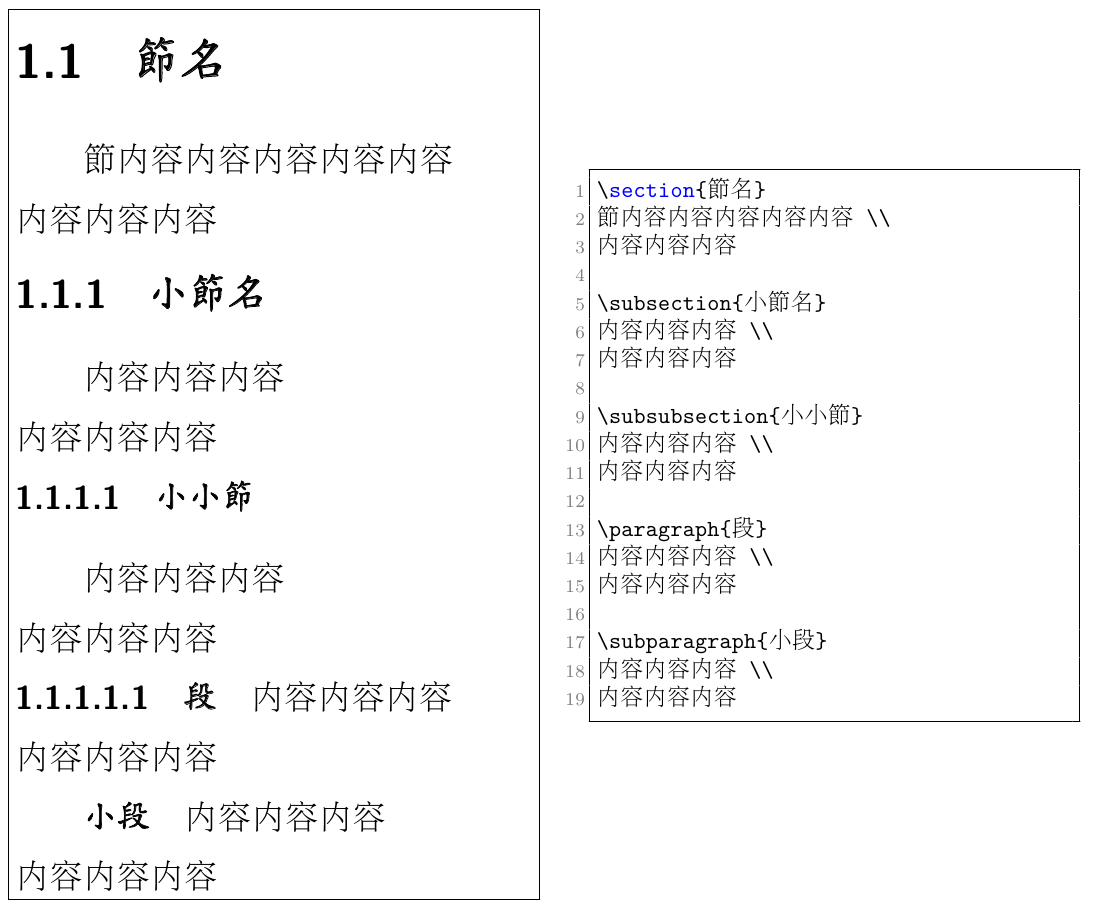 1.1 節名
節内容内容内容内容内容
内容内容内容
1.1.1 小節名
内容内容内容
内容内容内容
1.1.1.1 小小節
内容内容内容
内容内容内容
1.1.1.1.1 段 内容内容内容
内容内容内容
小段 内容内容内容
内容内容内容
1 \section{節名}
2 節内容内容内容内容内容 \\
3 内容内容内容
4
5 \subsection{小節名}
6 内容内容内容 \\
7 内容内容内容
8
9 \subsubsection{小小節}
10 内容内容内容 \\
11 内容内容内容
12
13 \paragraph{段}
14 内容内容内容 \\
15 内容内容内容
16
17 \subparagraph{小段}
18 内容内容内容 \\
19 内容内容内容